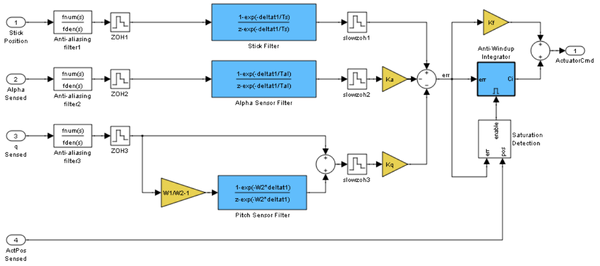 1
Stick
Position
fnum(s)
fden(s)
Anti-aliasing
filter1
ZOH1
1-exp(-deltat1/Ts)
z-exp(-deltat1/Ts)
Stick Filter
slowzoh1
Kf
1
ActuatorCmd
2
Alpha
Sensed
fnum(s)
fden(s)
Anti-aliasing
filter2
ZOH2
1-exp(-deltat1/Tal)
z-exp(-deltat1/Tal)
Alpha Sensor Filter
slowzoh2
Ka
err
Anti-Windup
Integrator
err
Ci
3
q
Sensed
fnum(s)
fden(s)
Anti-aliasing
filter3
ZOH3
W1/W2-1
1-exp(-W2*deltat1)
z-exp(-W2*deltat1)
Pitch Sensor Filter
slowzoh3
Kq
enable
err
pos
Saturation
Detection
4
ActPos
Sensed